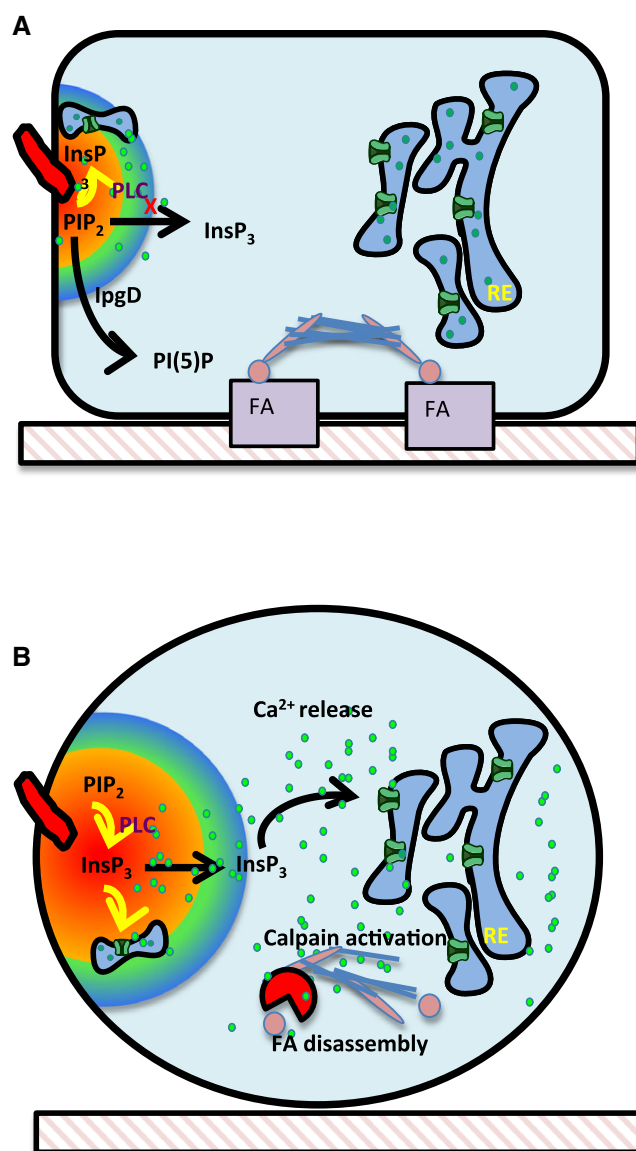 A
InsP
3
PLC
X
PIP2
InsP3
IpgD
RE
PI(5)P
FA
FA
B
Ca2+ release
PIP2
PLC
InsP3
InsP3
Calpain activation
RE
FA disassembly